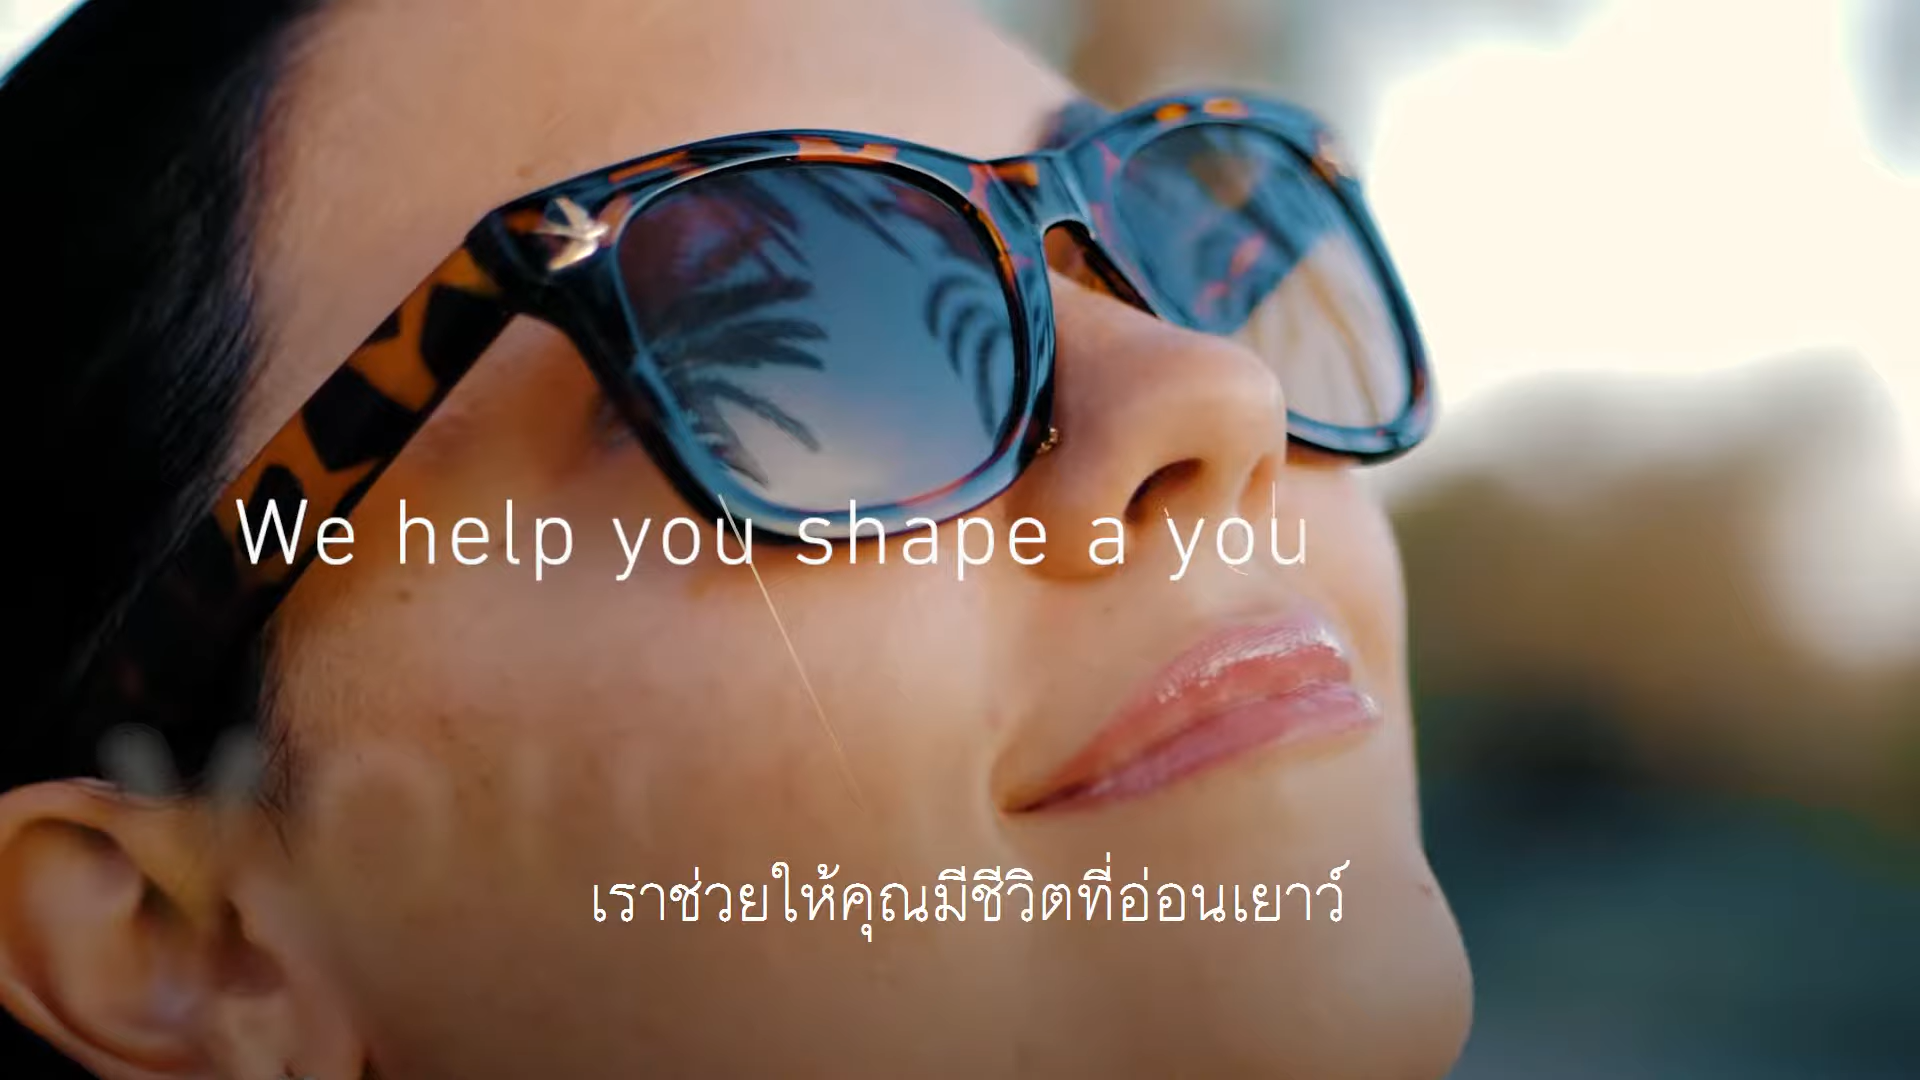 We help you shape a you
เราช่วยให้คุณมีชีวิตที่อ่อนเยาว์